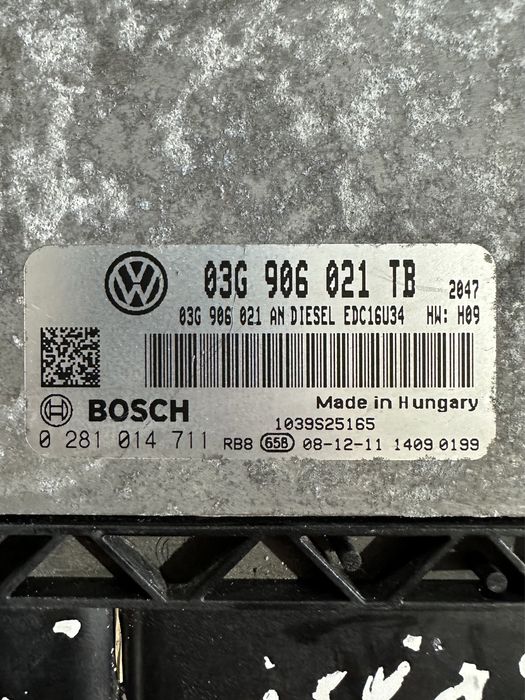 03G 906 021 TB 2047
03G 906 021 AN DIESEL EDC16U34 HW: H09
Made in Hungary
BOSCH
1039S25165
0 281 014 711 RB8 658 08-12-11 1409 0199